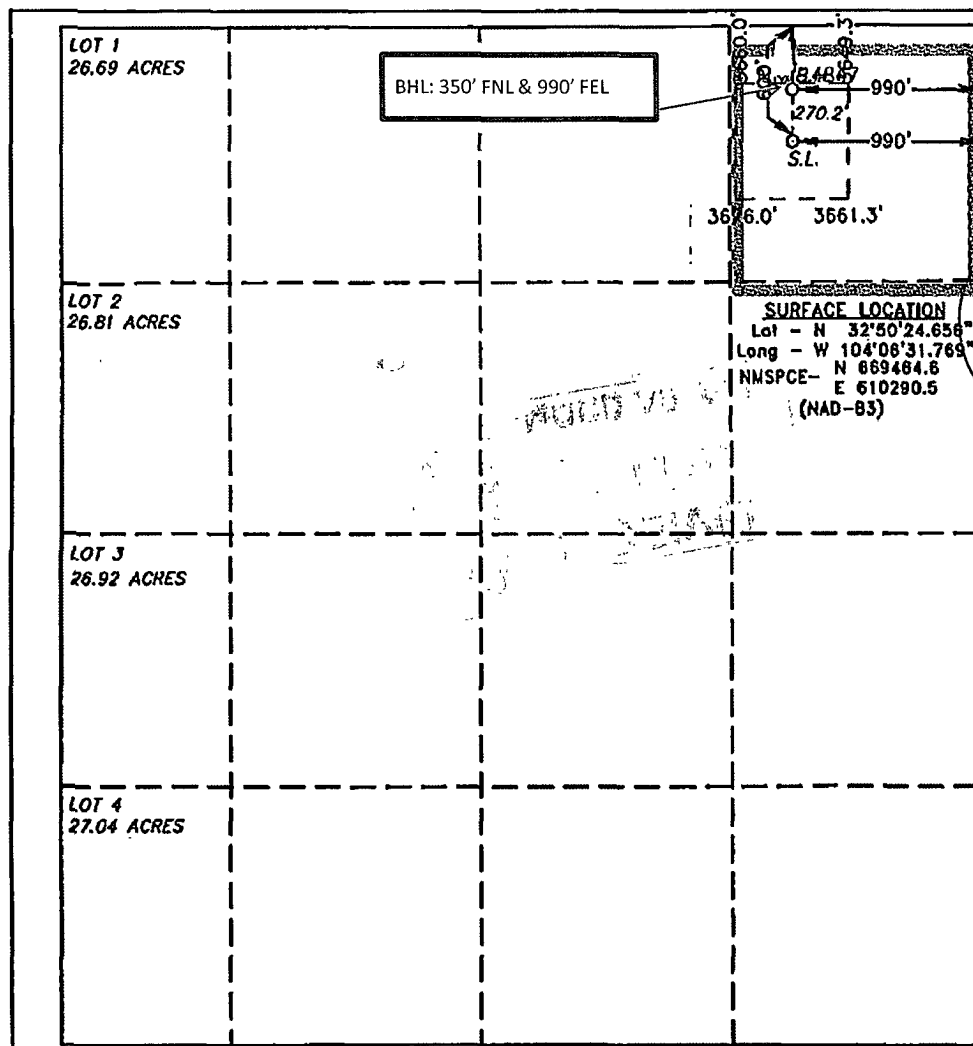 LOT 1
26.69 ACRES
BHL: 350' FNL & 990' FEL
990'
270.2'
990'
S.L.
3661.3'
LOT 2
26.81 ACRES
SURFACE LOCATION
Lat - N 32°50'24.656"
Long - W 104°06'31.769"
NMSPCE- N 669464.6
E 610290.5
(NAD-83)
LOT 3
26.92 ACRES
LOT 4
27.04 ACRES